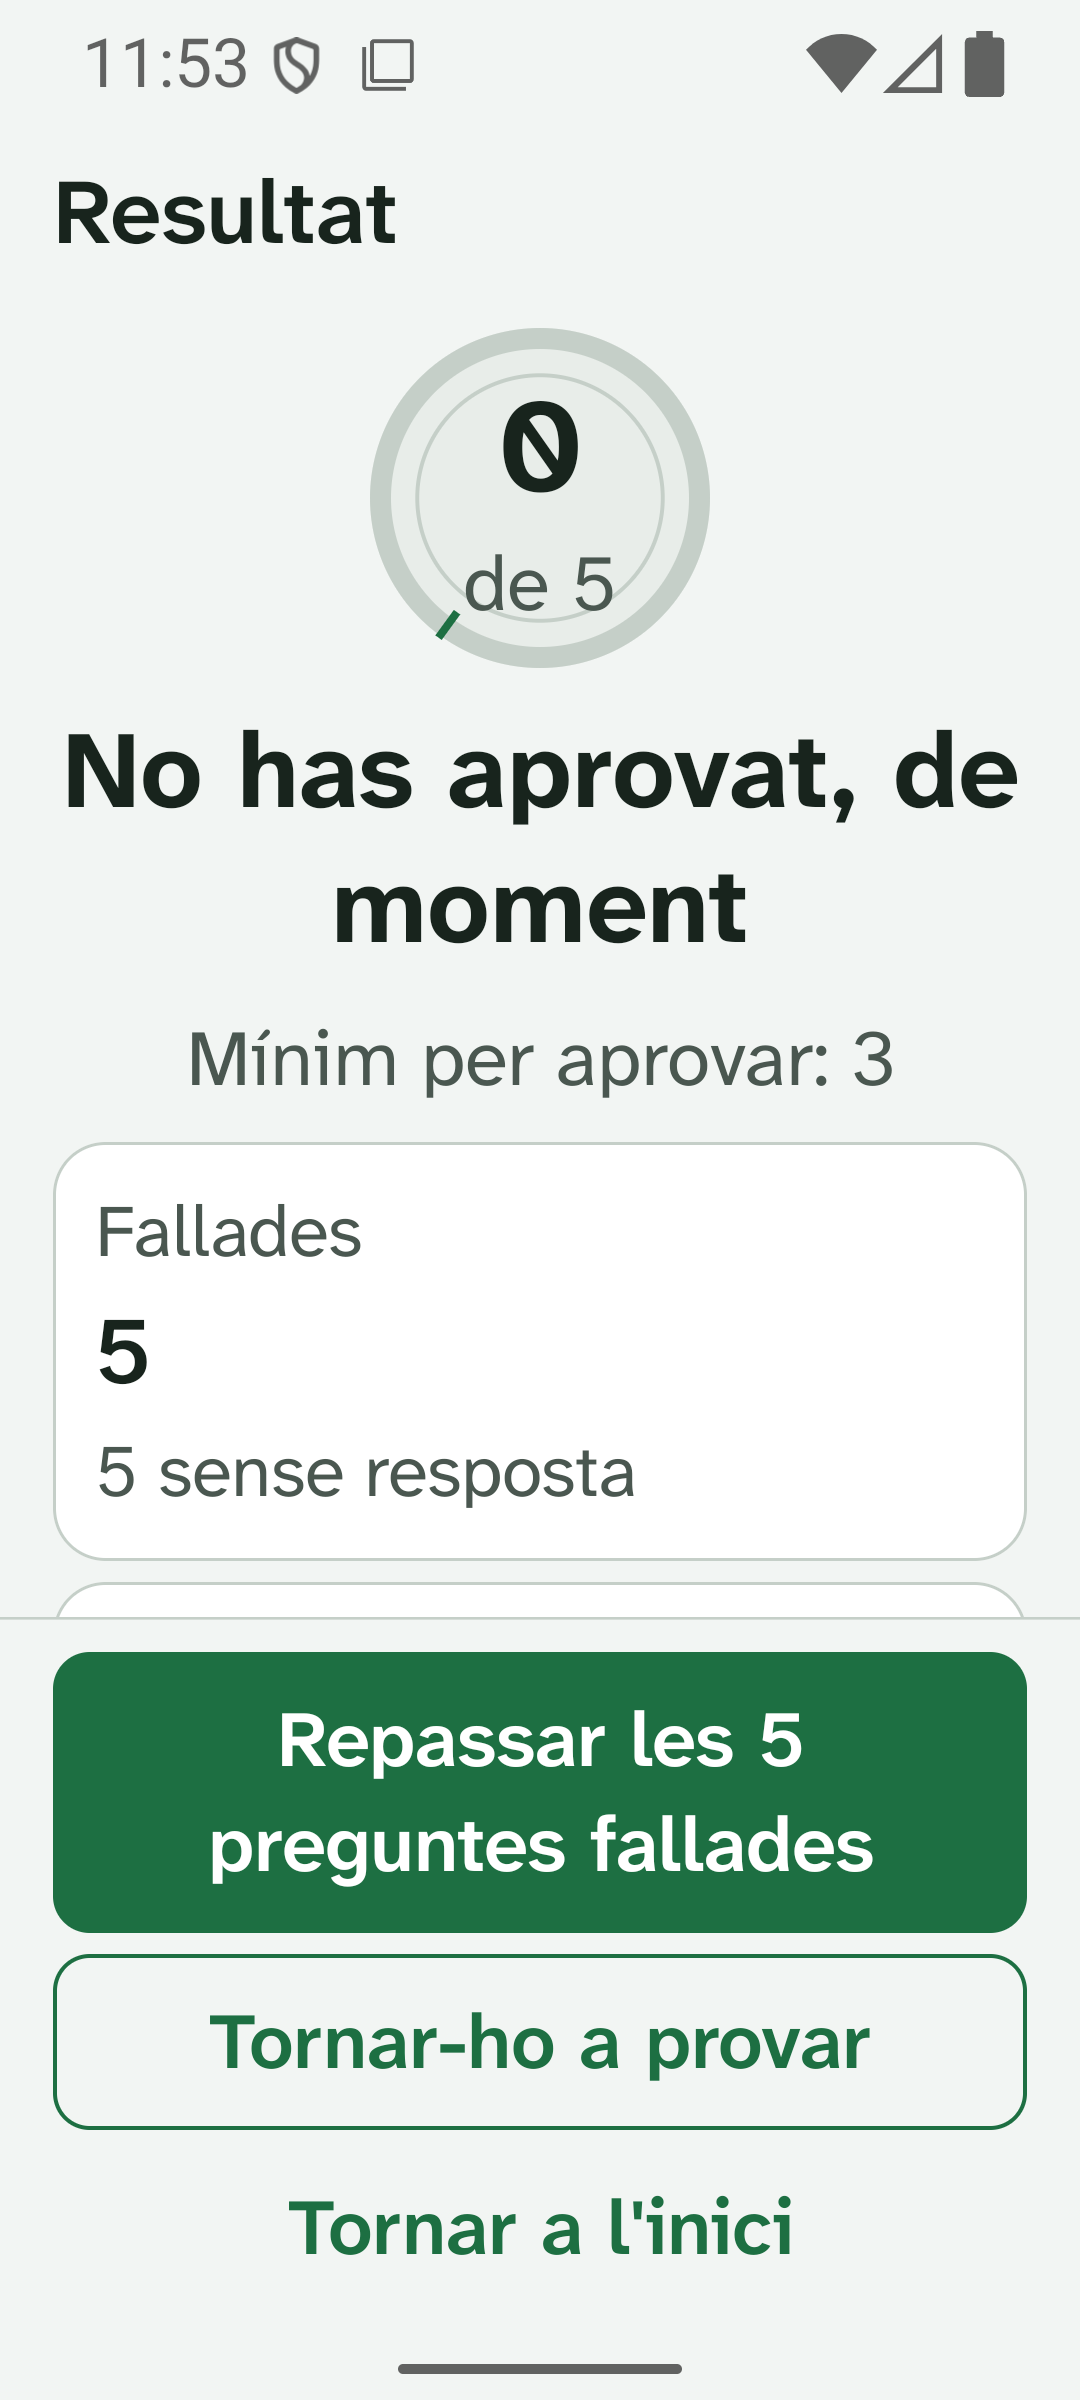 11:53
Resultat
0
de 5
No has aprovat, de
moment
Mínim per aprovar: 3
Fallades
5
5 sense resposta
Repassar les 5
preguntes fallades
Tornar-ho a provar
Tornar a l'inici